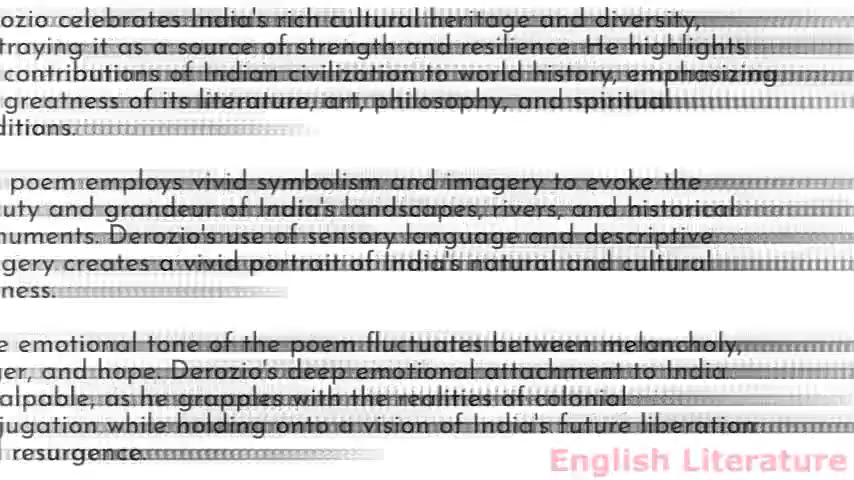 ozio celebrates India's rich cultural heritage and diversity,
traying it as a source of strength and resilience. He highlights
contributions of Indian civilization to world history, emphasizing
greatness of its literature, art, philosophy, and spiritual
ditions.
poem employs vivid symbolism and imagery to evoke the
uty and grandeur of India's landscapes, rivers, and historical
numents. Derozio's use of sensory language and descriptive
gery creates a vivid portrait of India's natural and cultural
ness.
e emotional tone of the poem fluctuates between melancholy,
ger, and hope. Derozio's deep emotional attachment to India
alpable, as he grapples with the realities of colonial
jugation while holding onto a vision of India's future liberation
resurgence.
English Literature